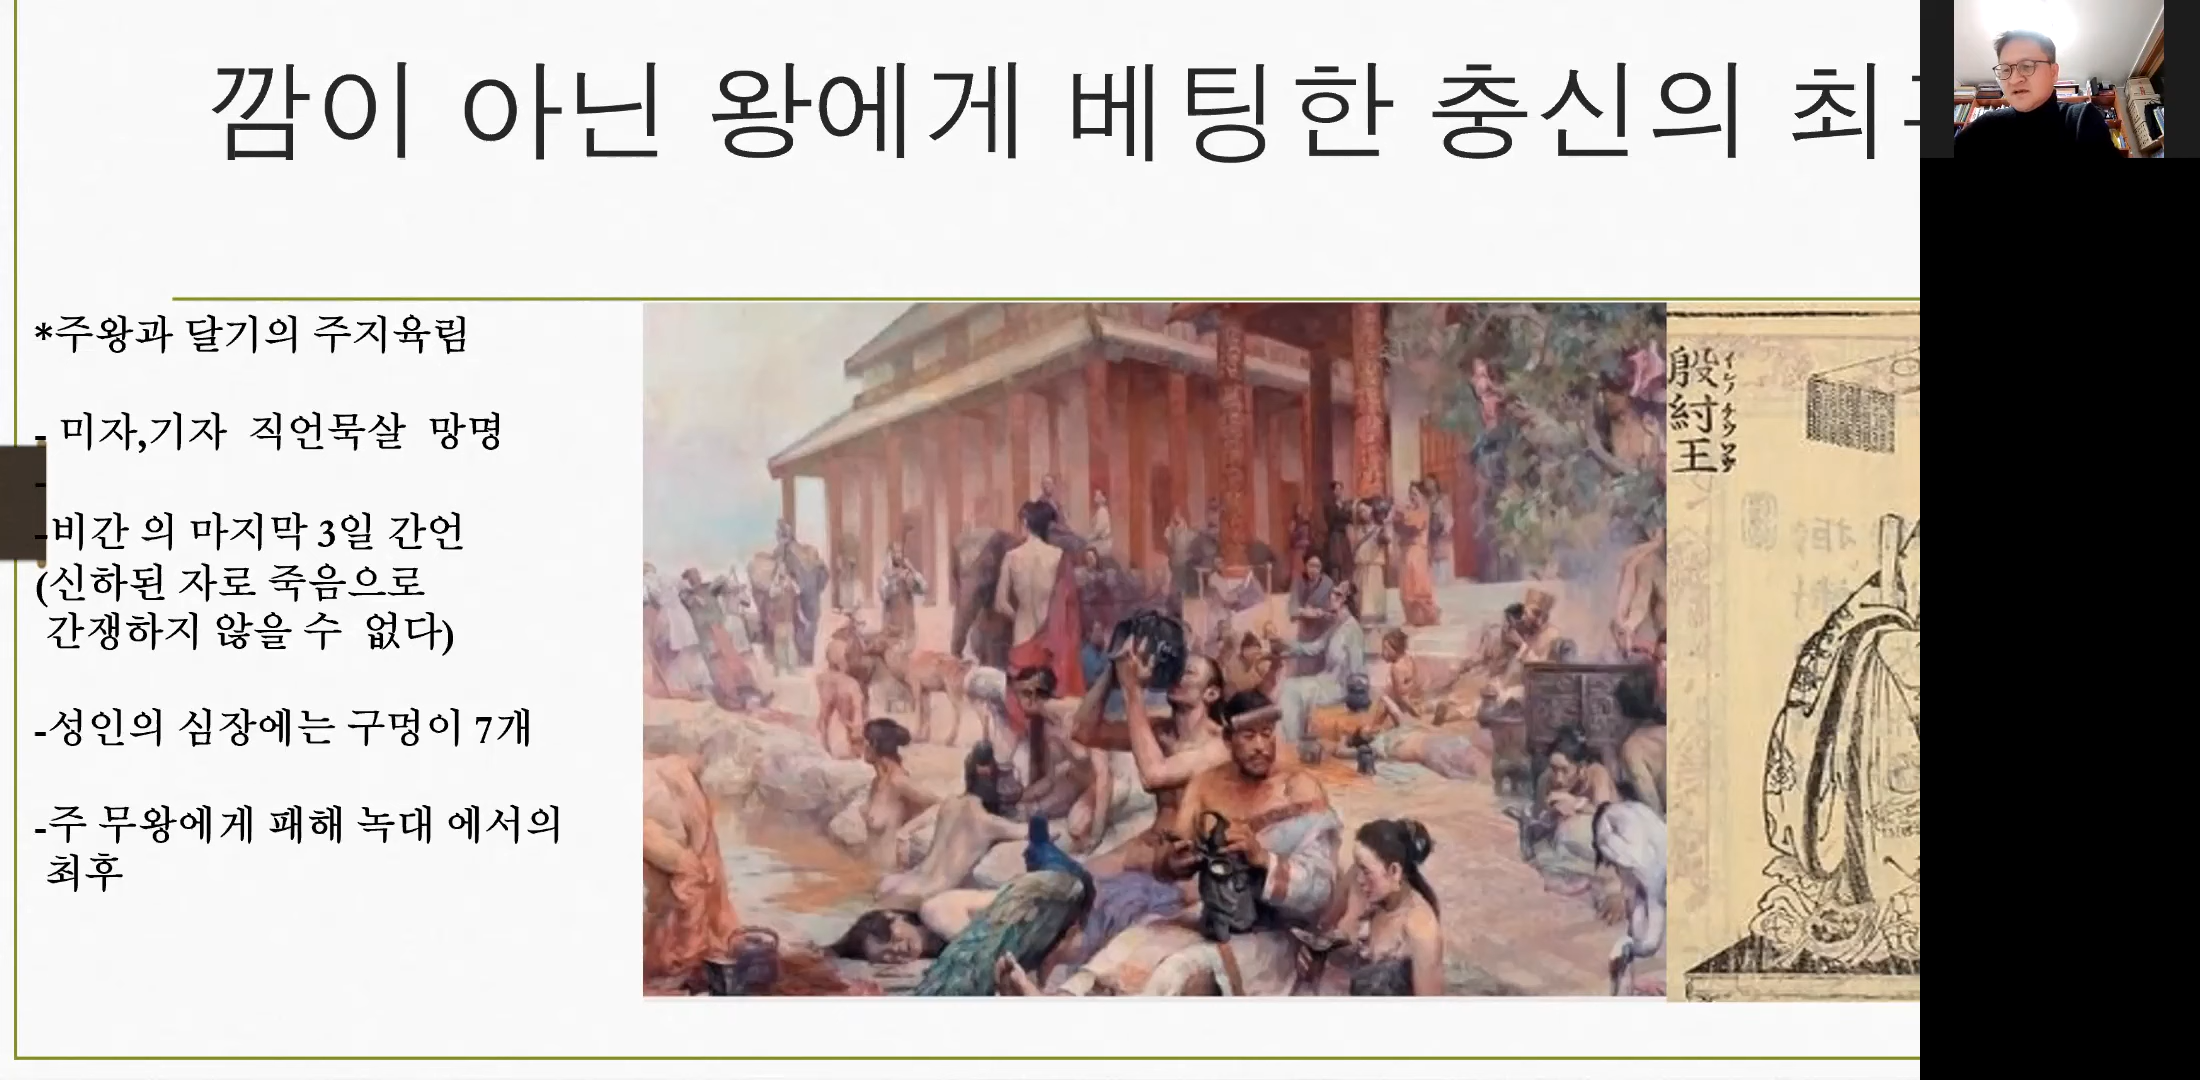 깜이 아닌 왕에게 베팅한 충신의 최
*주왕과 달기의 주지육림
- 미자,기자 직언묵살 망명
-
-비간 의 마지막 3일 간언
(신하된 자로 죽음으로
간쟁하지 않을 수 없다)
-성인의 심장에는 구멍이 7개
-주 무왕에게 패해 녹대 에서의
최후
殷紂王